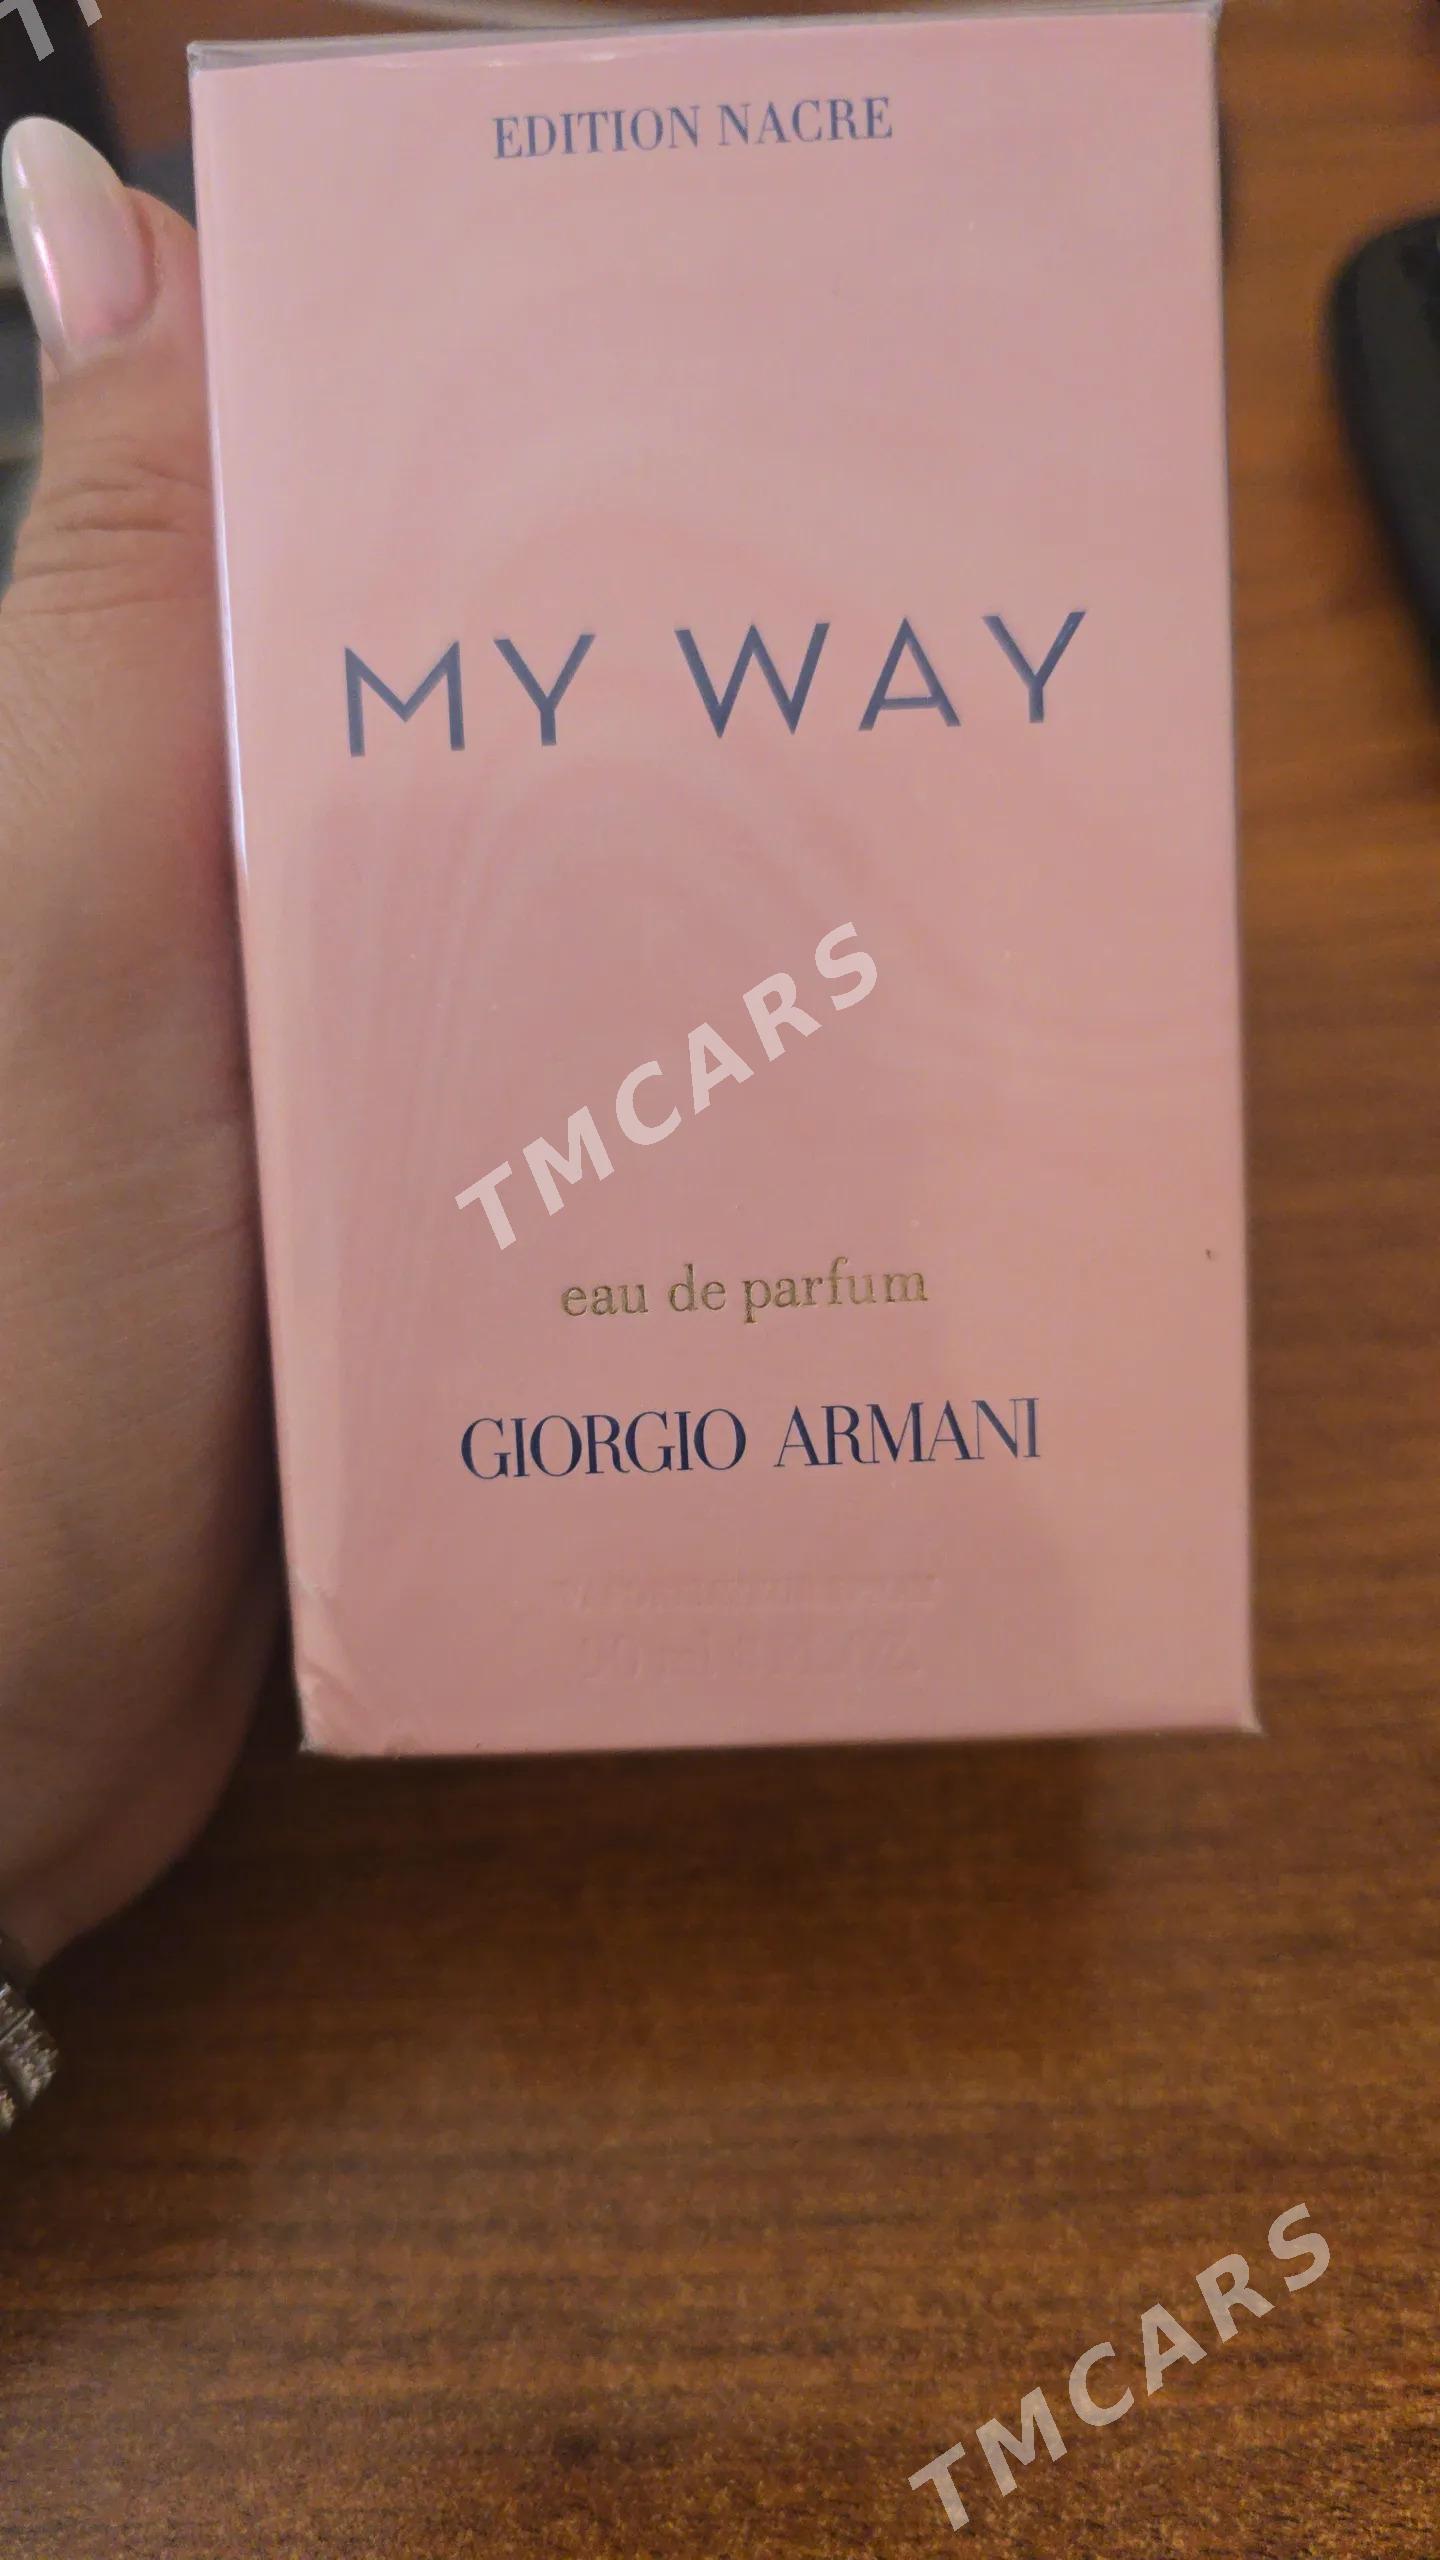 EDITION NACRE
MY WAY
TMCARS
eau de parfum
GIORGIO ARMANI
TMCARS